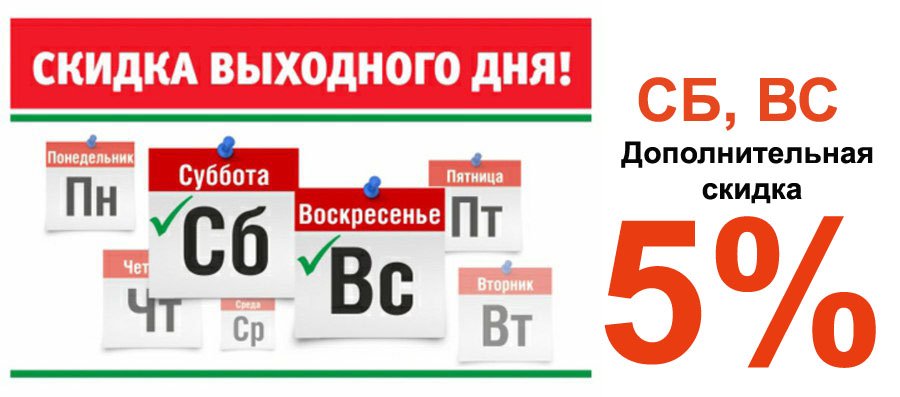 СКИДКА ВЫХОДНОГО ДНЯ!
Понедельник
Пн
Суббота
Сб
Воскресенье
Вс
Пятница
Пт
Чет
Чт
Среда
Ср
Вторник
Вт
СБ, ВС
Дополнительная
скидка
5%